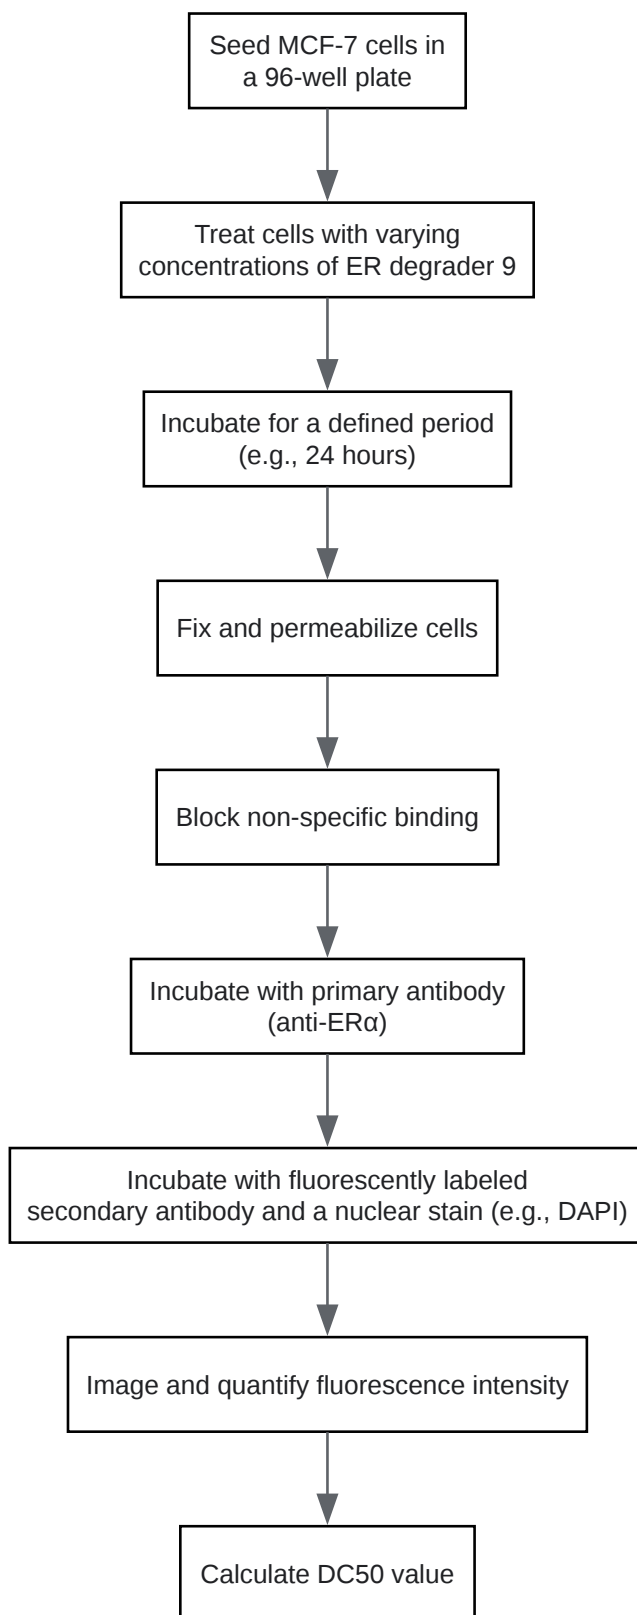 Seed MCF-7 cells in
a 96-well plate
Treat cells with varying
concentrations of ER degrader 9
Incubate for a defined period
(e.g., 24 hours)
Fix and permeabilize cells
Block non-specific binding
Incubate with primary antibody
(anti-ERα)
Incubate with fluorescently labeled
secondary antibody and a nuclear stain (e.g., DAPI)
Image and quantify fluorescence intensity
Calculate DC50 value